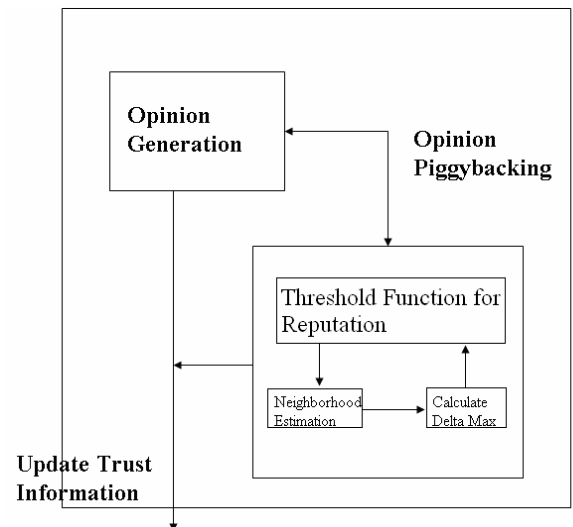 Opinion
Generation
Opinion
Piggybacking
Threshold Function for
Reputation
Neighborhood
Estimation
Calculate
Delta Max
Update Trust
Information